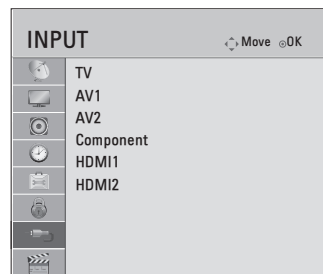 INPUT
Move OK
TV
AV1
AV2
Component
HDMI1
HDMI2